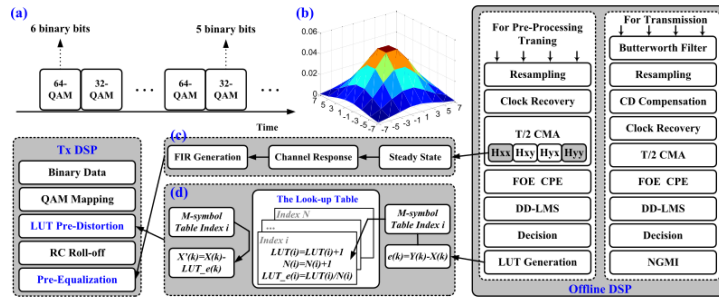 (a)
6 binary bits
5 binary bits
64-
QAM
32-
QAM
...
64-
QAM
32-
QAM
...
Time
(b)
0.06
0.04
0.02
0
7 5 3 1 -1 -3 -5 -7
-7 -5 -3 -1 1 3 5 7
Tx DSP
Binary Data
QAM Mapping
LUT Pre-Distortion
RC Roll-off
Pre-Equalization
(c)
FIR Generation
Channel Response
Steady State
(d)
M-symbol
Table Index i
X'(k)=X(k)-
LUT_e(k)
The Look-up Table
Index N
...
Index i
LUT(i)=LUT(i)+1
N(i)=N(i)+1
LUT_e(i)=LUT(i)/N(i)
M-symbol
Table Index i
e(k)=Y(k)-X(k)
For Pre-Processing
Traning
Resampling
Clock Recovery
T/2 CMA
Hxx Hxy Hyx Hyy
FOE CPE
DD-LMS
Decision
LUT Generation
For Transmission
Butterworth Filter
Resampling
CD Compensation
Clock Recovery
T/2 CMA
FOE CPE
DD-LMS
Decision
NGMI
Offline DSP